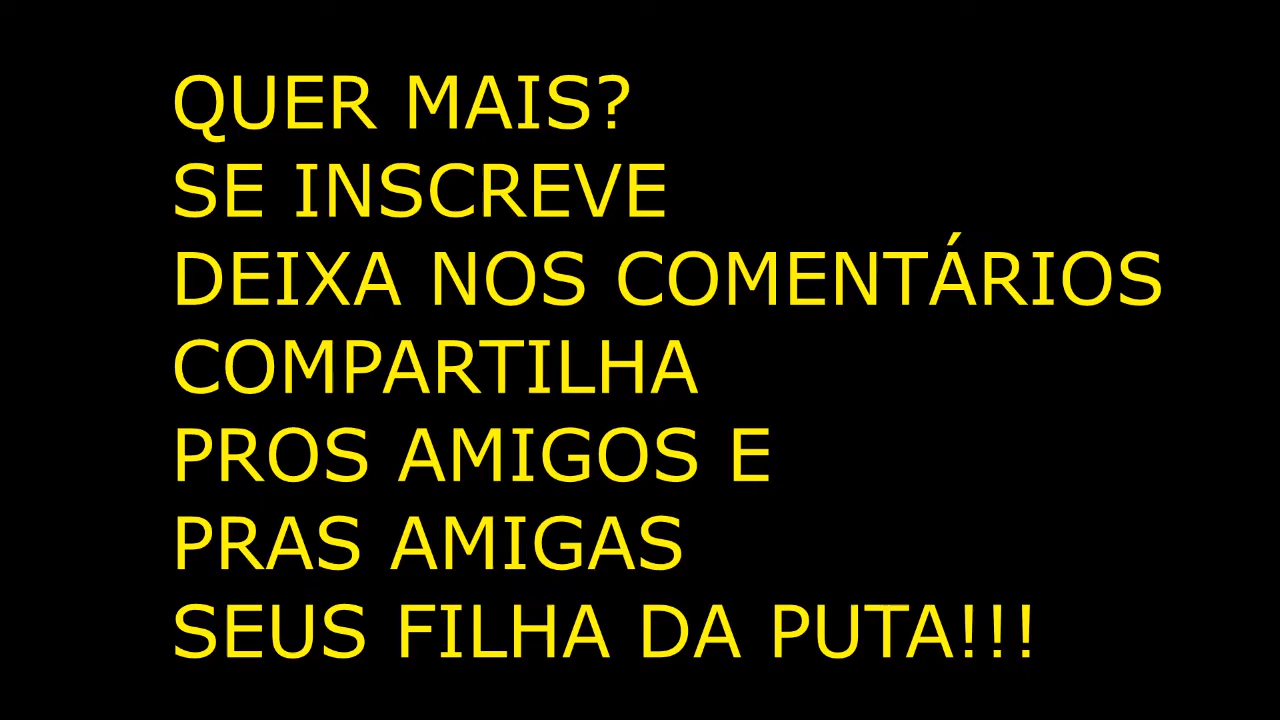 QUER MAIS?
SE INSCREVE
DEIXA NOS COMENTÁRIOS
COMPARTILHA
PROS AMIGOS E
PRAS AMIGAS
SEUS FILHA DA PUTA!!!